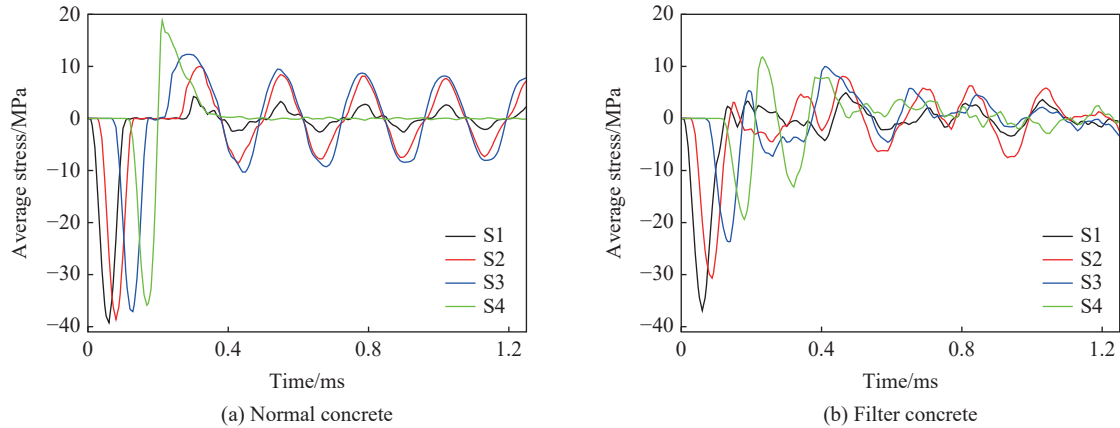 20
10
0
−10
−20
−30
−40
Average stress/MPa
S1
S2
S3
S4
0
0.4
0.8
1.2
Time/ms
(a) Normal concrete
20
10
0
−10
−20
−30
−40
Average stress/MPa
S1
S2
S3
S4
0
0.4
0.8
1.2
Time/ms
(b) Filter concrete